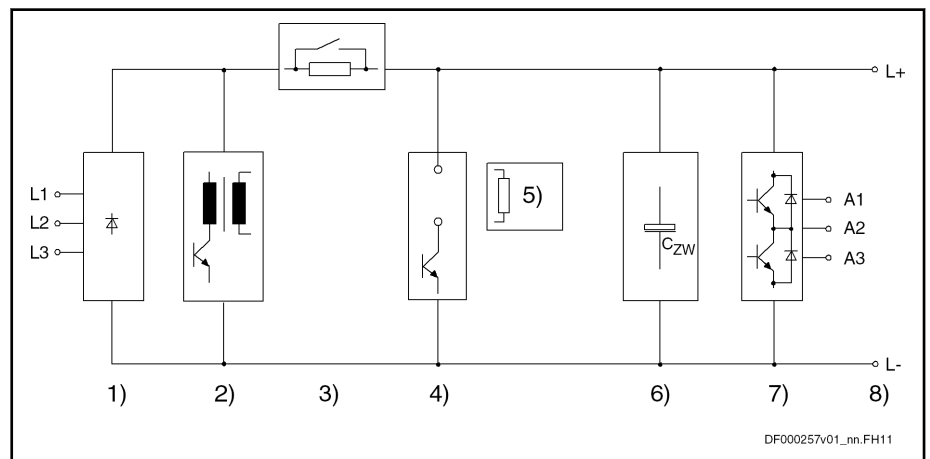 L+
L1
L2
L3
5)
C_ZW
A1
A2
A3
L-
1)
2)
3)
4)
6)
7)
8)
DF000257v01_nn.FH11